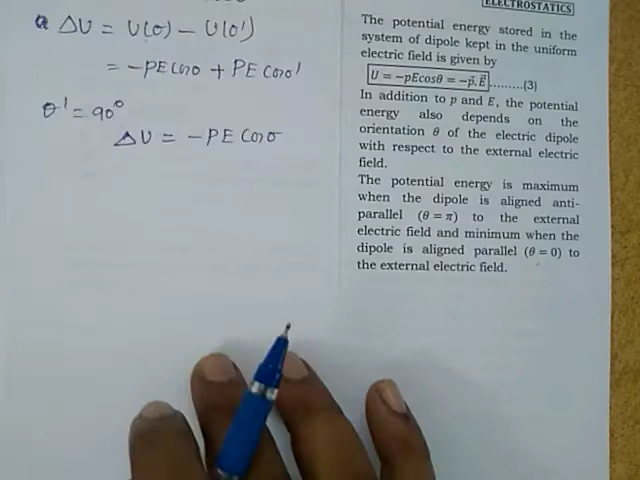 ΔU = U(θ) − U(θ')
= −PE Cosθ + PE Cosθ'
θ' = 90°
ΔU = −PE Cosθ
ELECTROSTATICS
The potential energy stored in the
system of dipole kept in the uniform
electric field is given by
U = −pEcosθ = −p⃗.E⃗ .........(3)
In addition to p and E, the potential
energy also depends on the
orientation θ of the electric dipole
with respect to the external electric
field.
The potential energy is maximum
when the dipole is aligned anti-
parallel (θ = π) to the external
electric field and minimum when the
dipole is aligned parallel (θ = 0) to
the external electric field.